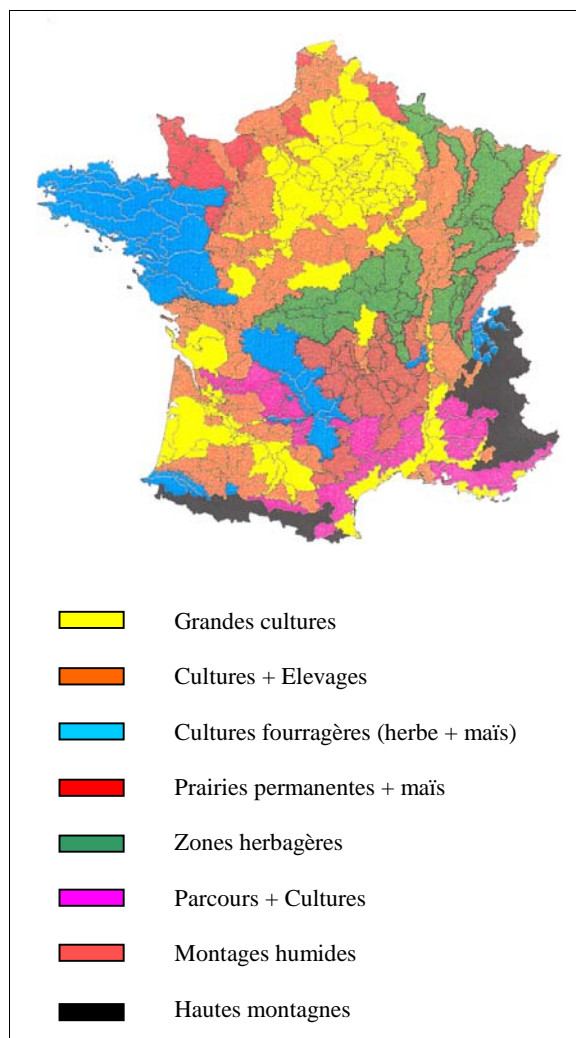 Grandes cultures
Cultures + Elevages
Cultures fourragères (herbe + maïs)
Prairies permanentes + maïs
Zones herbagères
Parcours + Cultures
Montages humides
Hautes montagnes